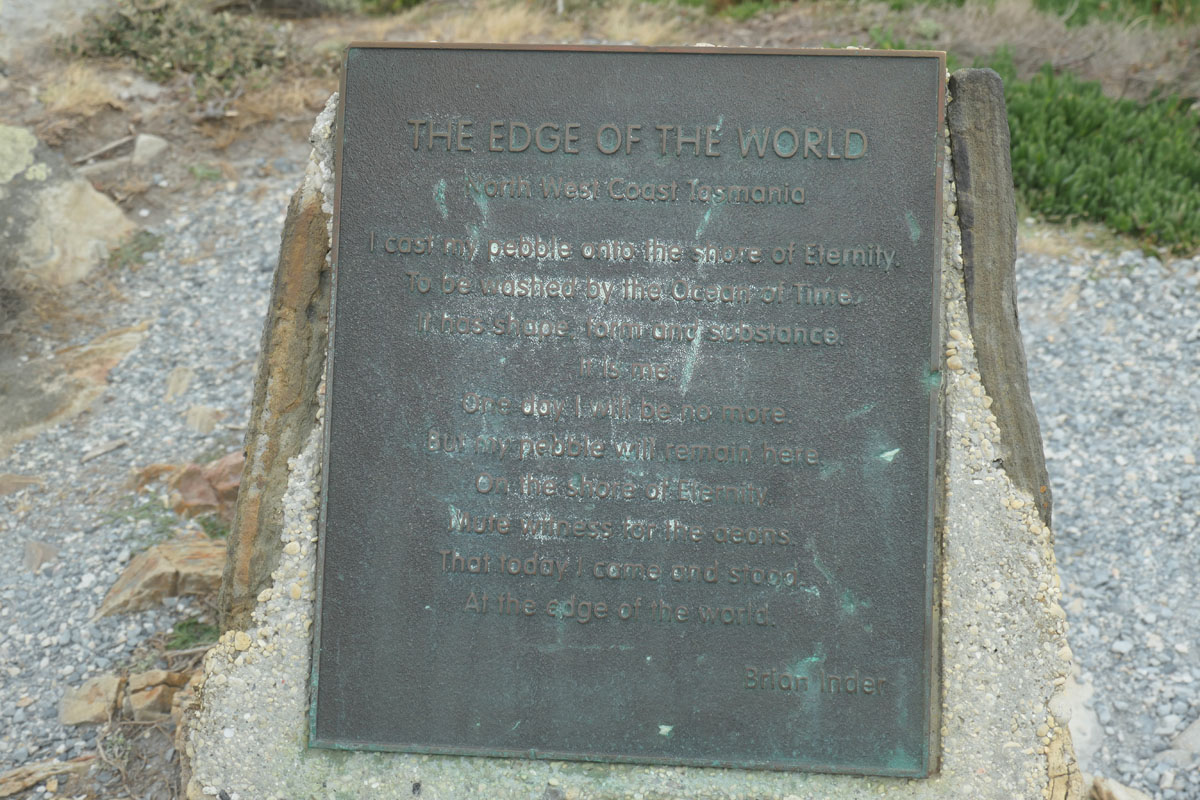 THE EDGE OF THE WORLD
North West Coast Tasmania
I cast my pebble onto the shore of Eternity.
To be washed by the Ocean of Time.
It has shape, form and substance.
It is me.
One day I will be no more.
But my pebble will remain here.
On the shore of Eternity.
Mute witness for the aeons.
That today I came and stood.
At the edge of the world.
Brian Inder